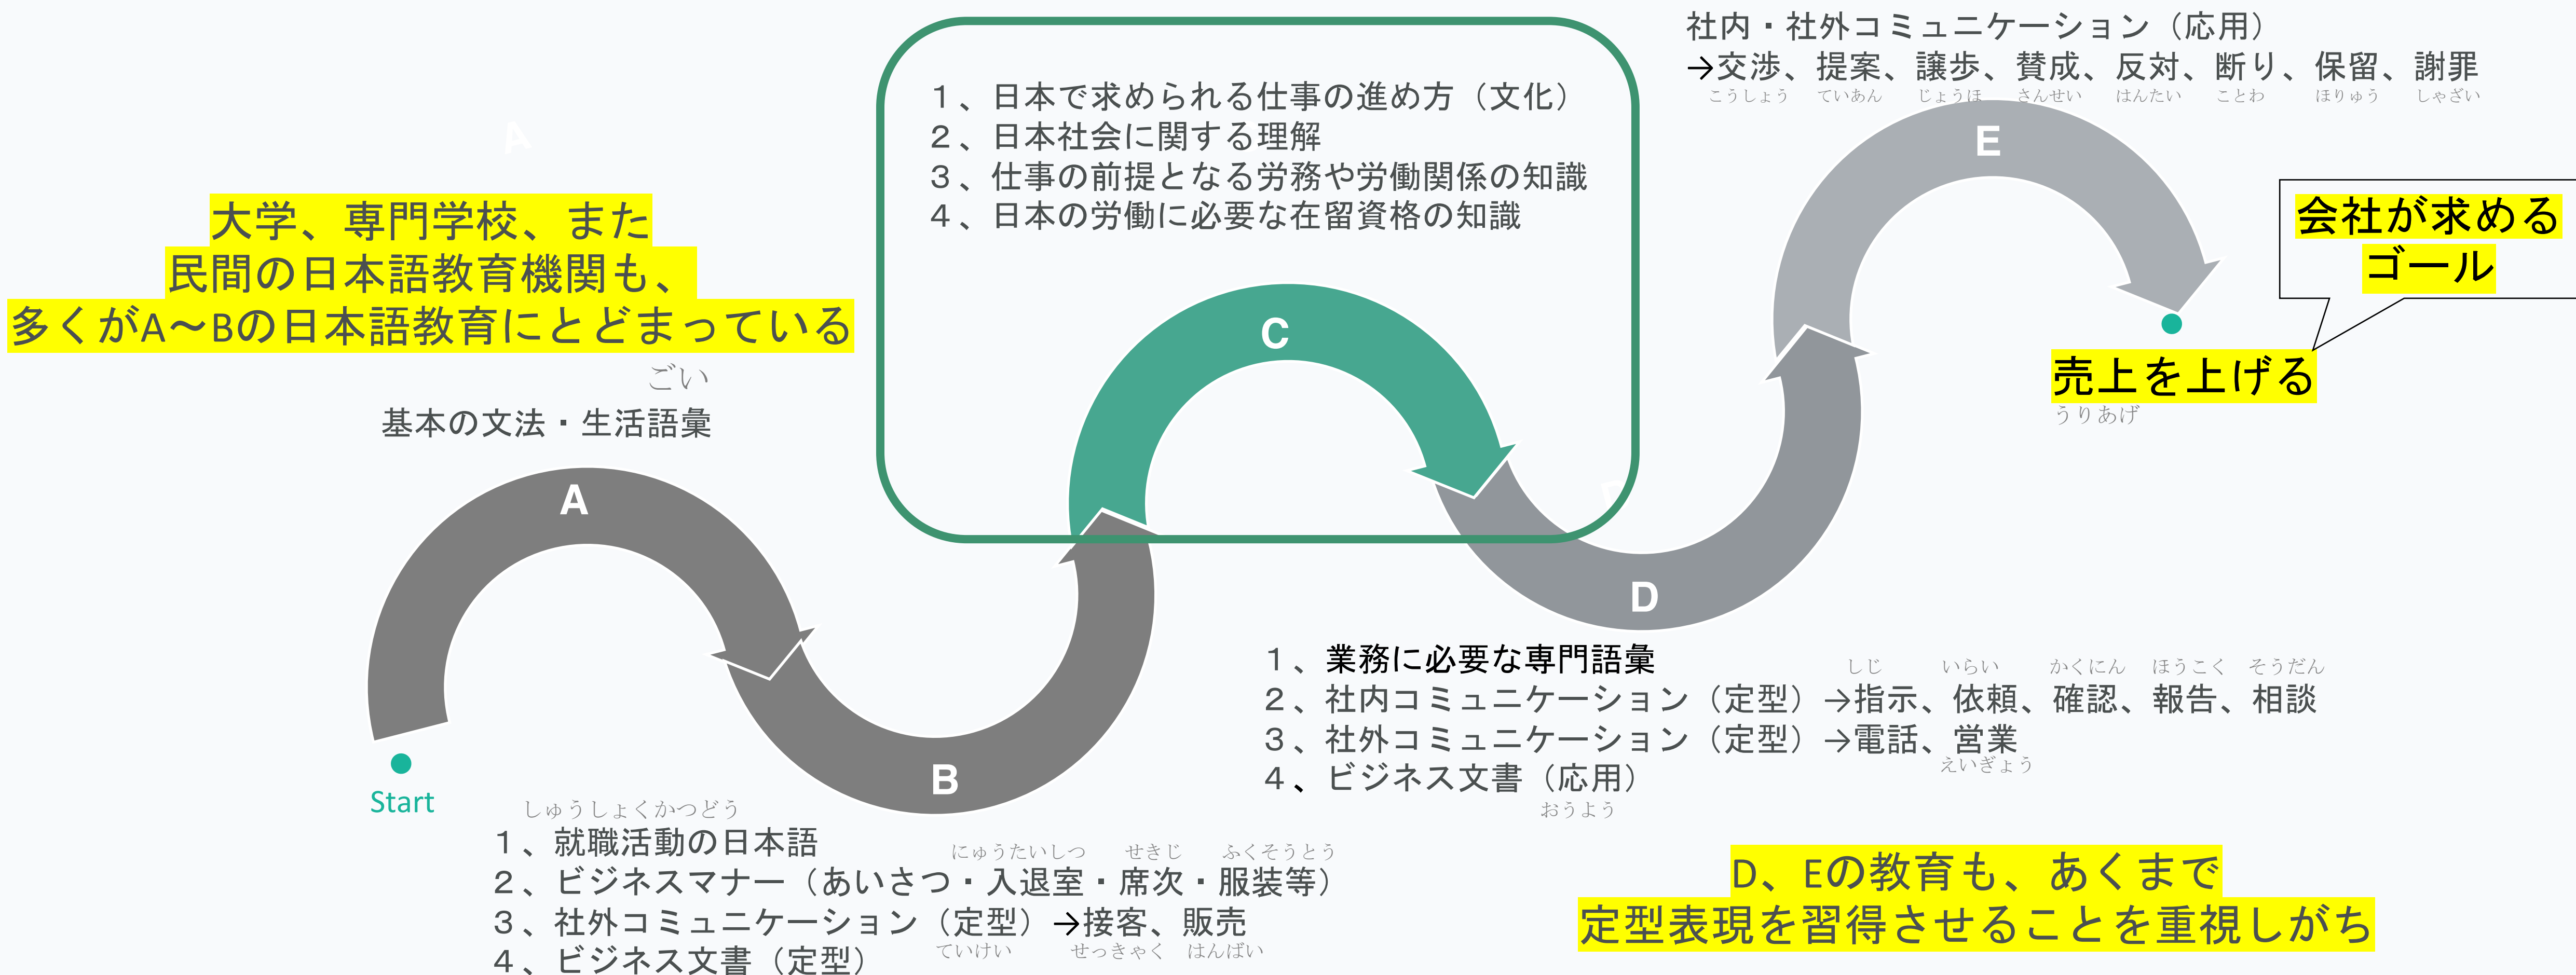 A
大学、専門学校、また
民間の日本語教育機関も、
多くがA～Bの日本語教育にとどまっている
ごい
基本の文法・生活語彙
A
Start
しゅうしょくかつどう
1、就職活動の日本語
にゅうたいしつ せきじ ふくそうとう
2、ビジネスマナー（あいさつ・入退室・席次・服装等）
3、社外コミュニケーション（定型）→接客、販売
ていけい せっきゃく はんばい
4、ビジネス文書（定型）
B
1、日本で求められる仕事の進め方（文化）
2、日本社会に関する理解
3、仕事の前提となる労務や労働関係の知識
4、日本の労働に必要な在留資格の知識
C
D
1、業務に必要な専門語彙
しじ いらい かくにん ほうこく そうだん
2、社内コミュニケーション（定型）→指示、依頼、確認、報告、相談
3、社外コミュニケーション（定型）→電話、営業
えいぎょう
4、ビジネス文書（応用）
おうよう
社内・社外コミュニケーション（応用）
→交渉、提案、譲歩、賛成、反対、断り、保留、謝罪
こうしょう ていあん じょうほ さんせい はんたい ことわ ほりゅう しゃざい
E
会社が求める
ゴール
売上を上げる
うりあげ
D、Eの教育も、あくまで
定型表現を習得させることを重視しがち